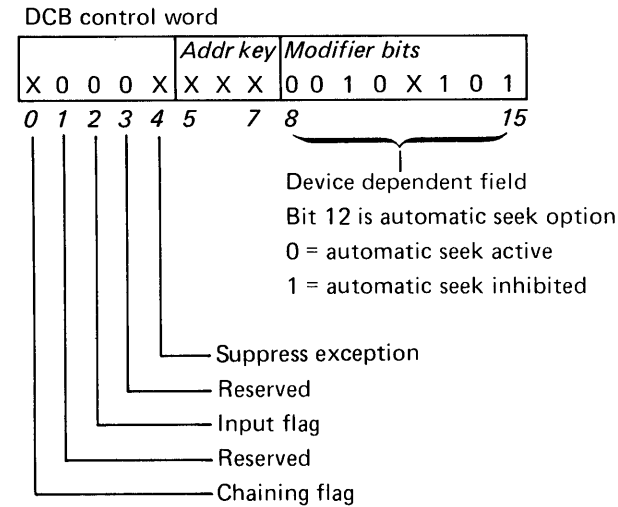 DCB control word
Addr key Modifier bits
X 0 0 0 X X X X 0 0 1 0 X 1 0 1
0 1 2 3 4 5 7 8 15
Device dependent field
Bit 12 is automatic seek option
0 = automatic seek active
1 = automatic seek inhibited
Suppress exception
Reserved
Input flag
Reserved
Chaining flag